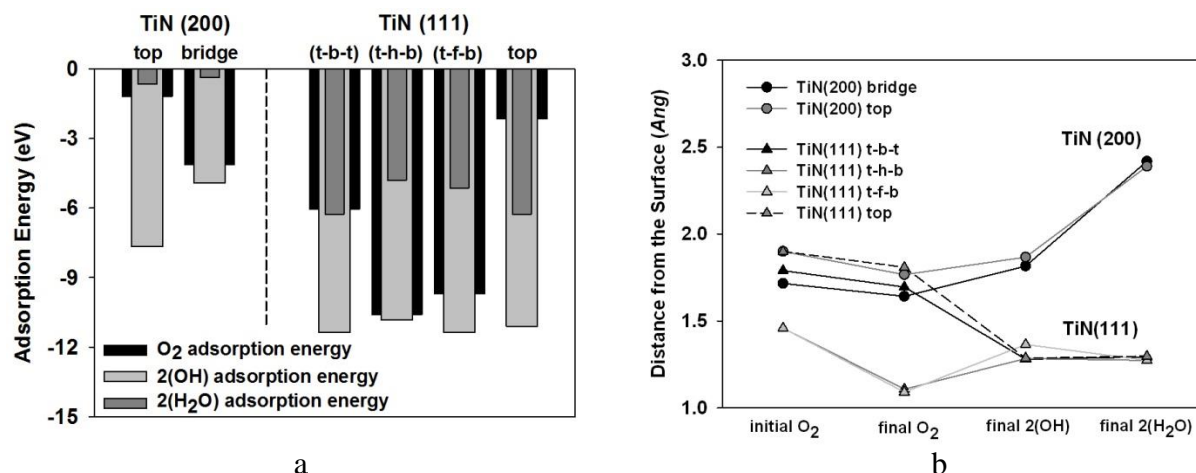 TiN (200) TiN (111)
top bridge (t-b-t) (t-h-b) (t-f-b) top
0
-3
-6
-9
-12
-15
Adsorption Energy (eV)
O2 adsorption energy
2(OH) adsorption energy
2(H2O) adsorption energy
a
3.0
2.5
2.0
1.5
1.0
Distance from the Surface (Ang)
TiN(200) bridge
TiN(200) top
TiN(111) t-b-t
TiN(111) t-h-b
TiN(111) t-f-b
TiN(111) top
TiN (200)
TiN(111)
initial O2 final O2 final 2(OH) final 2(H2O)
b